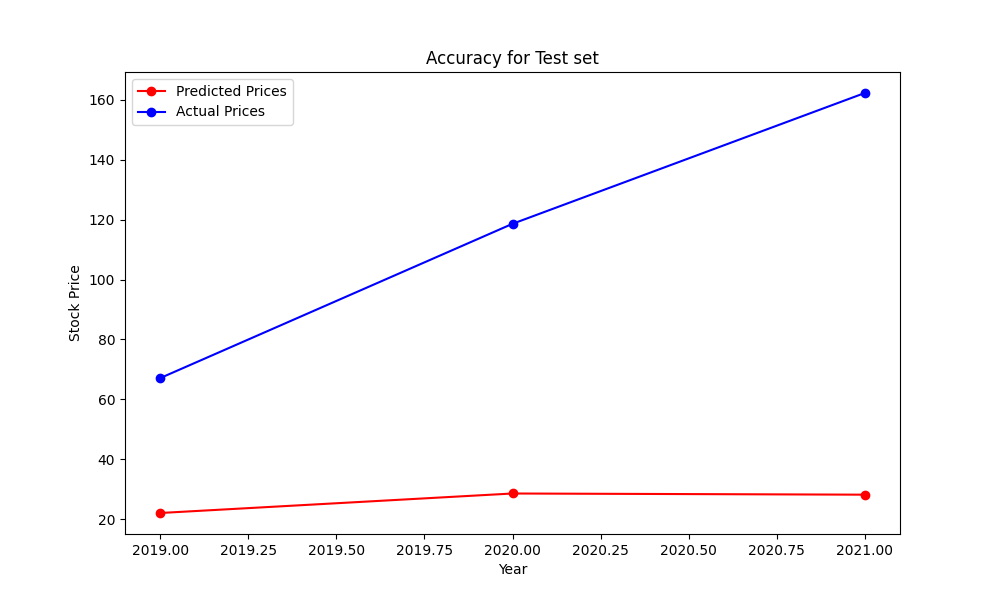 Accuracy for Test set
Predicted Prices
Actual Prices
160
140
120
100
80
60
40
20
Stock Price
2019.00 2019.25 2019.50 2019.75 2020.00 2020.25 2020.50 2020.75 2021.00
Year